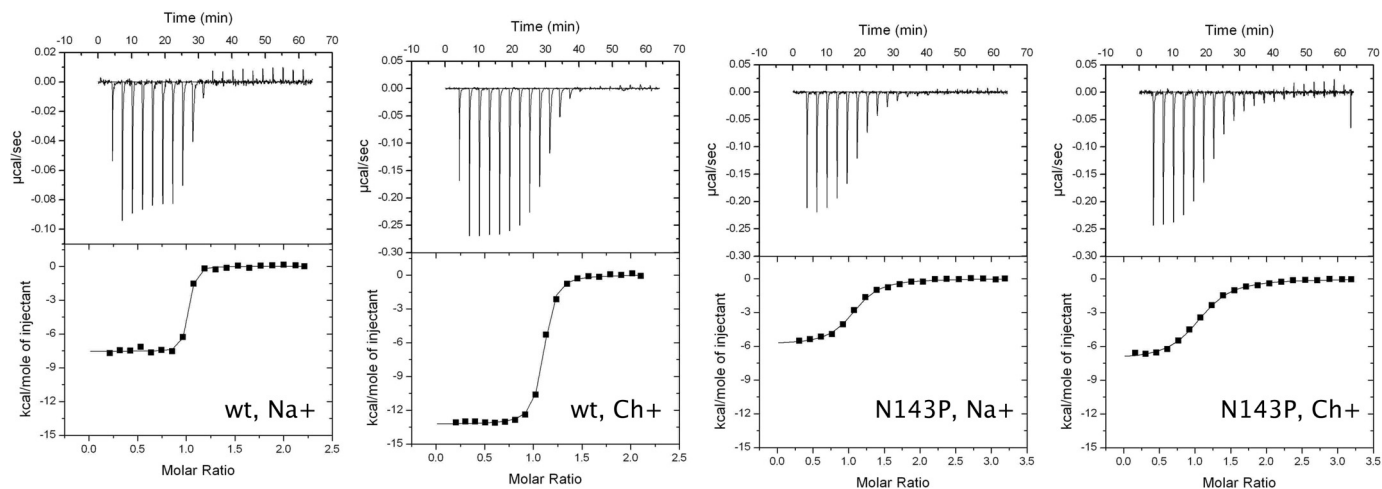 Time (min)
-10 0 10 20 30 40 50 60 70
0.02
0.00
-0.02
-0.04
-0.06
-0.08
-0.10
µcal/sec
0
-3
-6
-9
-12
-15
kcal/mole of injectant
wt, Na+
0.0 0.5 1.0 1.5 2.0 2.5
Molar Ratio
Time (min)
-10 0 10 20 30 40 50 60 70
0.05
0.00
-0.05
-0.10
-0.15
-0.20
-0.25
-0.30
µcal/sec
0
-3
-6
-9
-12
-15
kcal/mole of injectant
wt, Ch+
0.0 0.5 1.0 1.5 2.0 2.5
Molar Ratio
Time (min)
-10 0 10 20 30 40 50 60 70
0.05
0.00
-0.05
-0.10
-0.15
-0.20
-0.25
-0.30
µcal/sec
0
-3
-6
-9
-12
-15
kcal/mole of injectant
N143P, Na+
0.0 0.5 1.0 1.5 2.0 2.5 3.0 3.5
Molar Ratio
Time (min)
-10 0 10 20 30 40 50 60 70
0.05
0.00
-0.05
-0.10
-0.15
-0.20
-0.25
-0.30
µcal/sec
0
-3
-6
-9
-12
-15
kcal/mole of injectant
N143P, Ch+
0.0 0.5 1.0 1.5 2.0 2.5 3.0 3.5
Molar Ratio